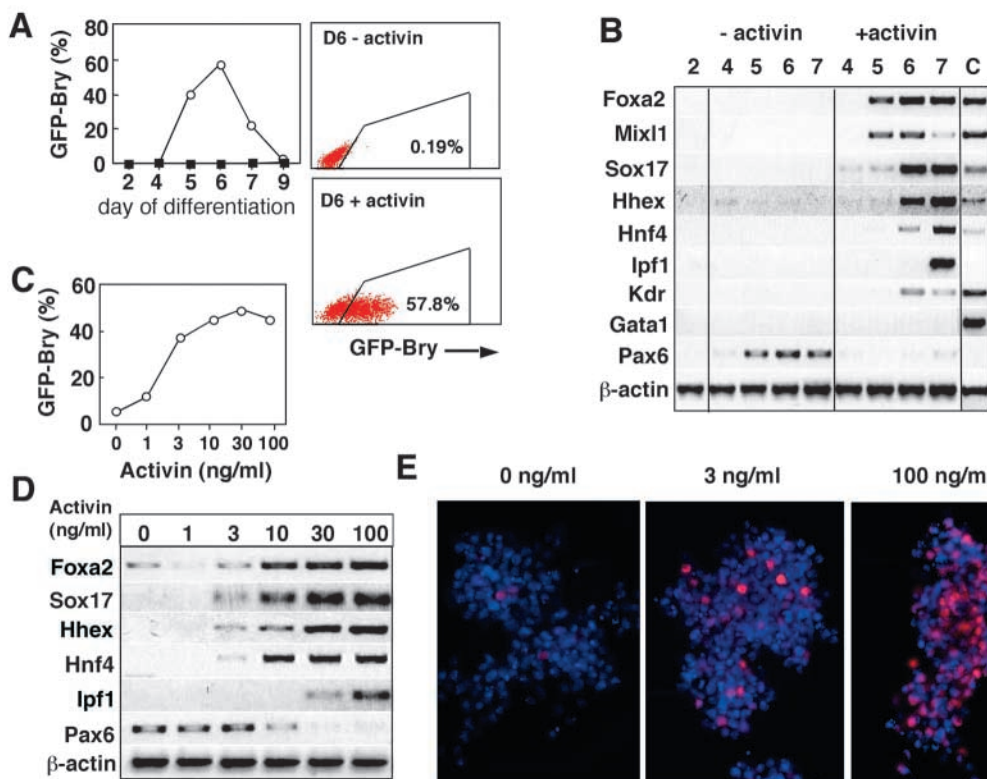 A
GFP-Bry (%)
80
60
40
20
0
2 4 5 6 7 9
day of differentiation
D6 - activin
0.19%
D6 + activin
57.8%
GFP-Bry
B
- activin +activin
2 4 5 6 7 4 5 6 7 C
Foxa2
Mixl1
Sox17
Hhex
Hnf4
Ipf1
Kdr
Gata1
Pax6
β-actin
C
GFP-Bry (%)
60
40
20
0
0 1 3 10 30 100
Activin (ng/ml)
D
Activin
(ng/ml) 0 1 3 10 30 100
Foxa2
Sox17
Hhex
Hnf4
Ipf1
Pax6
β-actin
E
0 ng/ml 3 ng/ml 100 ng/m